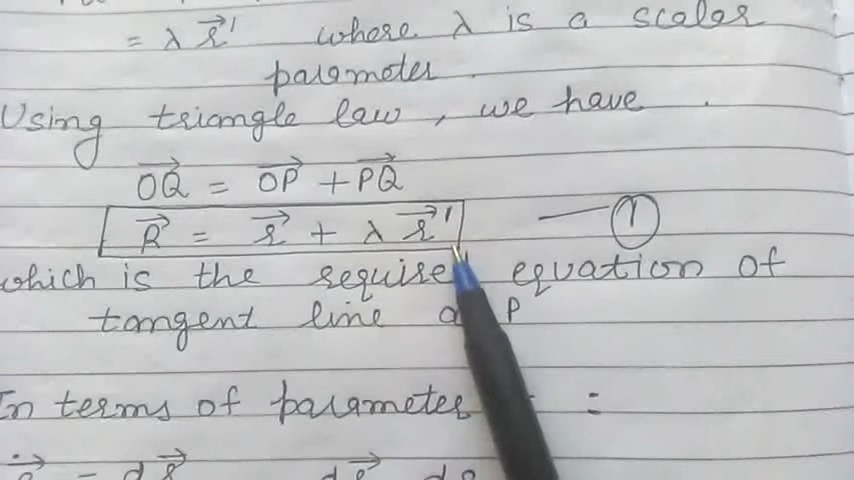 = λ r⃗' where λ is a scalar
parameter.
Using triangle law, we have
OQ⃗ = OP⃗ + PQ⃗
R⃗ = r⃗ + λ r⃗' — ①
which is the required equation of
tangent line P
In terms of parameter :
= d r⃗